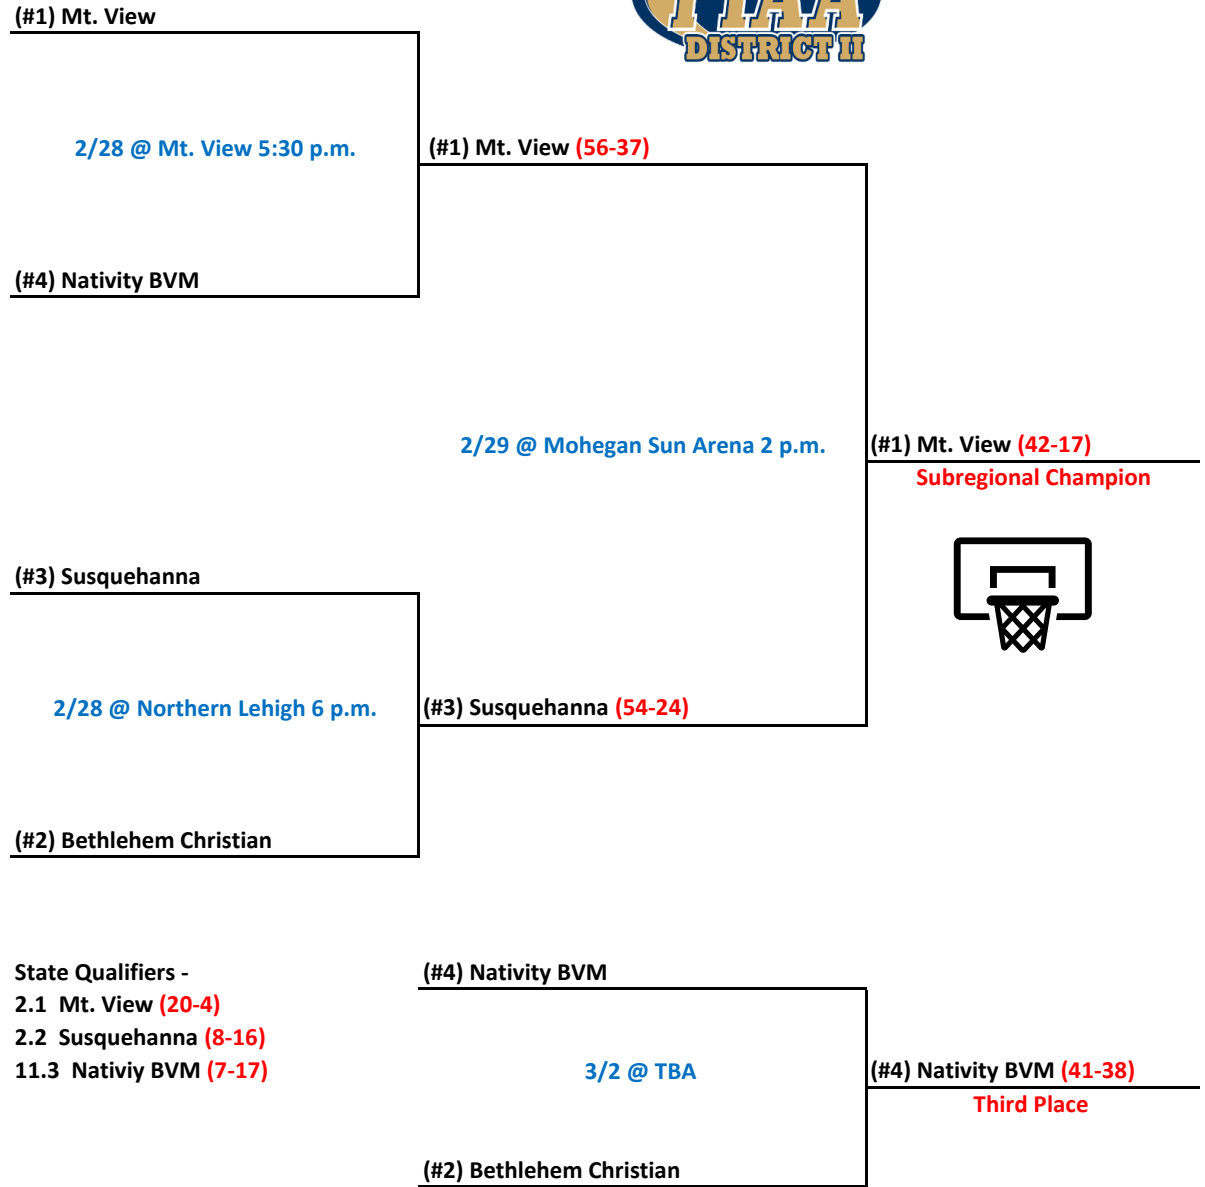 (#1) Mt. View
PIAA
DISTRICT II
2/28 @ Mt. View 5:30 p.m.
(#1) Mt. View (56-37)
(#4) Nativity BVM
2/29 @ Mohegan Sun Arena 2 p.m.
(#1) Mt. View (42-17)
Subregional Champion
(#3) Susquehanna
2/28 @ Northern Lehigh 6 p.m.
(#3) Susquehanna (54-24)
(#2) Bethlehem Christian
State Qualifiers -
2.1 Mt. View (20-4)
2.2 Susquehanna (8-16)
11.3 Nativiy BVM (7-17)
(#4) Nativity BVM
3/2 @ TBA
(#4) Nativity BVM (41-38)
Third Place
(#2) Bethlehem Christian